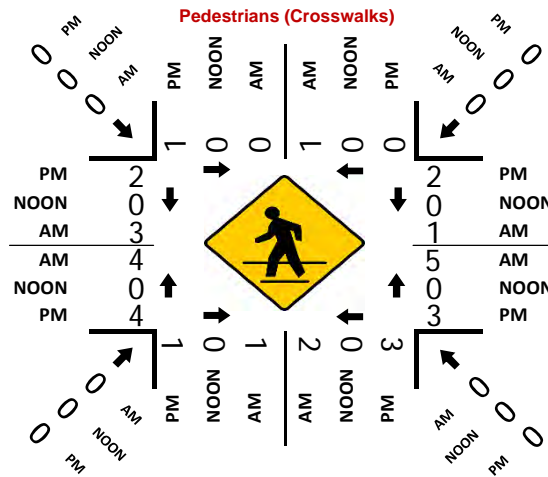 Pedestrians (Crosswalks)
0 PM
0 NOON
0 AM
PM NOON AM AM NOON PM
PM 0
NOON 0
AM 0
1 0 0 1 0 0
PM 2 2 PM
NOON 0 0 NOON
AM 3 1 AM
AM 4 5 AM
NOON 0 0 NOON
PM 4 3 PM
1 0 1 2 0 3
PM NOON AM AM NOON PM
0 AM
0 NOON
0 PM
AM 0
NOON 0
PM 0